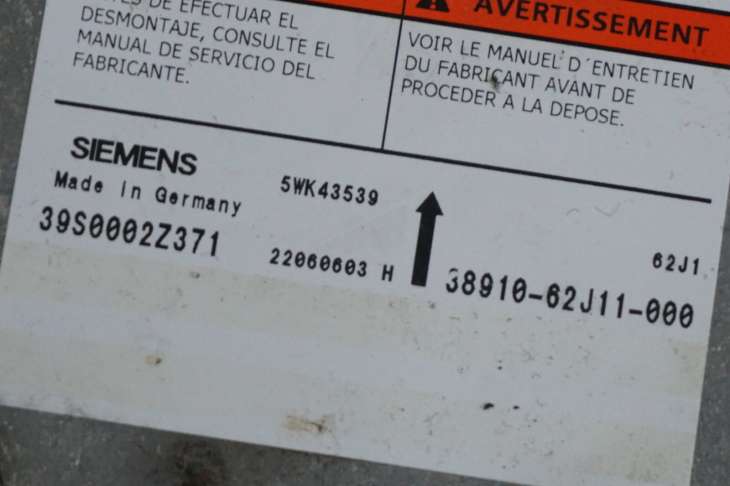 DE EFECTUAR EL
DESMONTAJE, CONSULTE EL
MANUAL DE SERVICIO DEL
FABRICANTE.
AVERTISSEMENT
VOIR LE MANUEL D´ENTRETIEN
DU FABRICANT AVANT DE
PROCEDER A LA DEPOSE.
SIEMENS
Made in Germany
39S0002Z371
5WK43539
22060603 H
62J1
38910-62J11-000